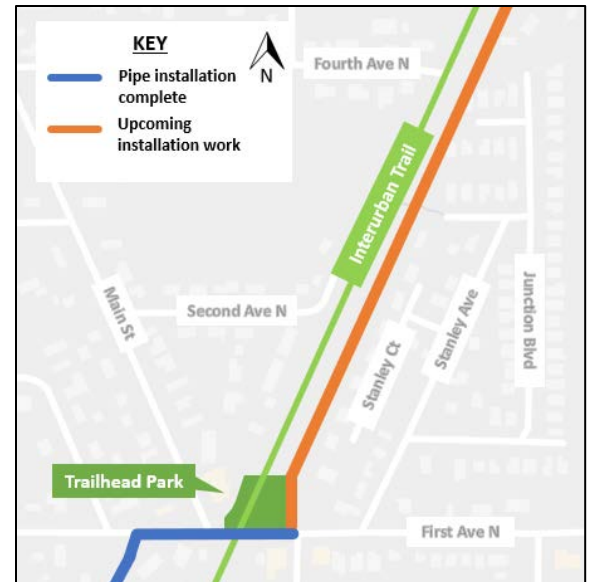 KEY
N
Pipe installation
complete
Upcoming
installation work
Fourth Ave N
Interurban Trail
Main St
Second Ave N
Stanley Ct
Stanley Ave
Junction Blvd
Trailhead Park
First Ave N